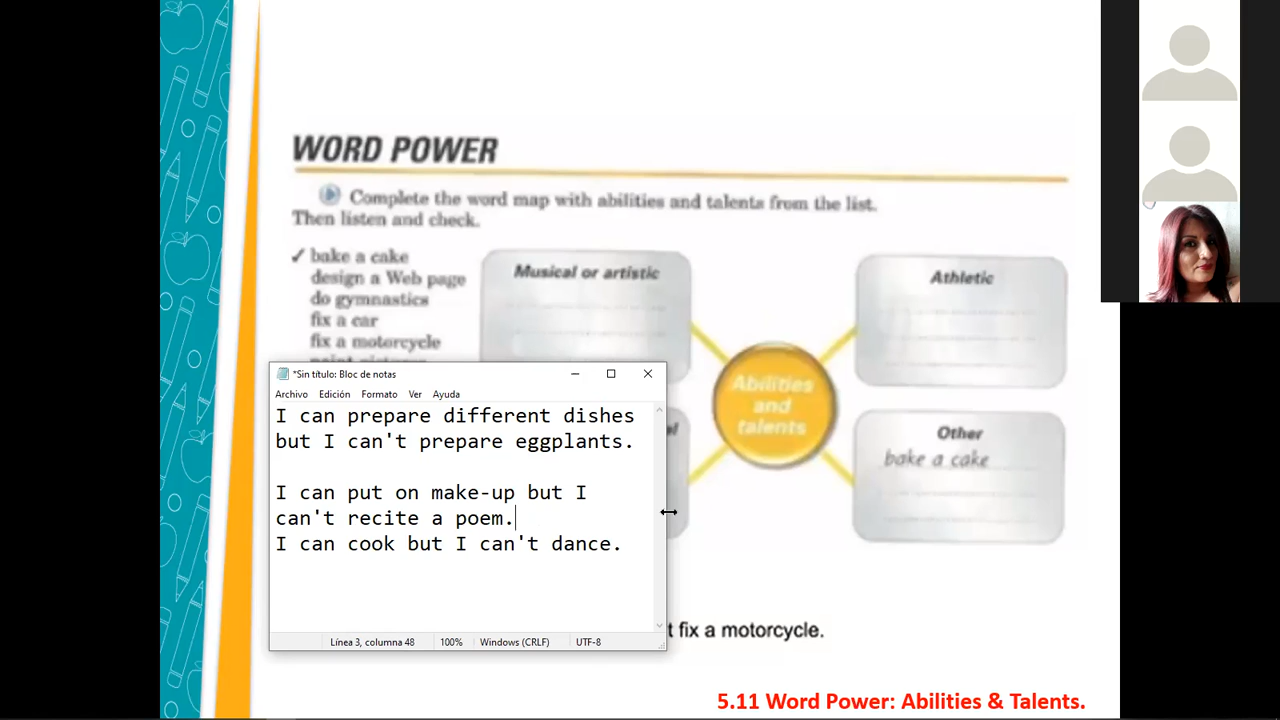 WORD POWER
Complete the word map with abilities and talents from the list.
Then listen and check.
✓ bake a cake
design a Web page
do gymnastics
fix a car
fix a motorcycle
Musical or artistic
Athletic
Abilities
and
talents
Other
bake a cake
*Sin título: Bloc de notas
Archivo Edición Formato Ver Ayuda
I can prepare different dishes
but I can't prepare eggplants.
I can put on make-up but I
can't recite a poem.
I can cook but I can't dance.
Línea 3, columna 48 100% Windows (CRLF) UTF-8
t fix a motorcycle.
5.11 Word Power: Abilities & Talents.